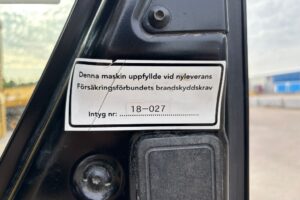 Denna maskin uppfyllde vid nyleverans
Försäkringsförbundets brandskyddskrav
Intyg nr: 18-027